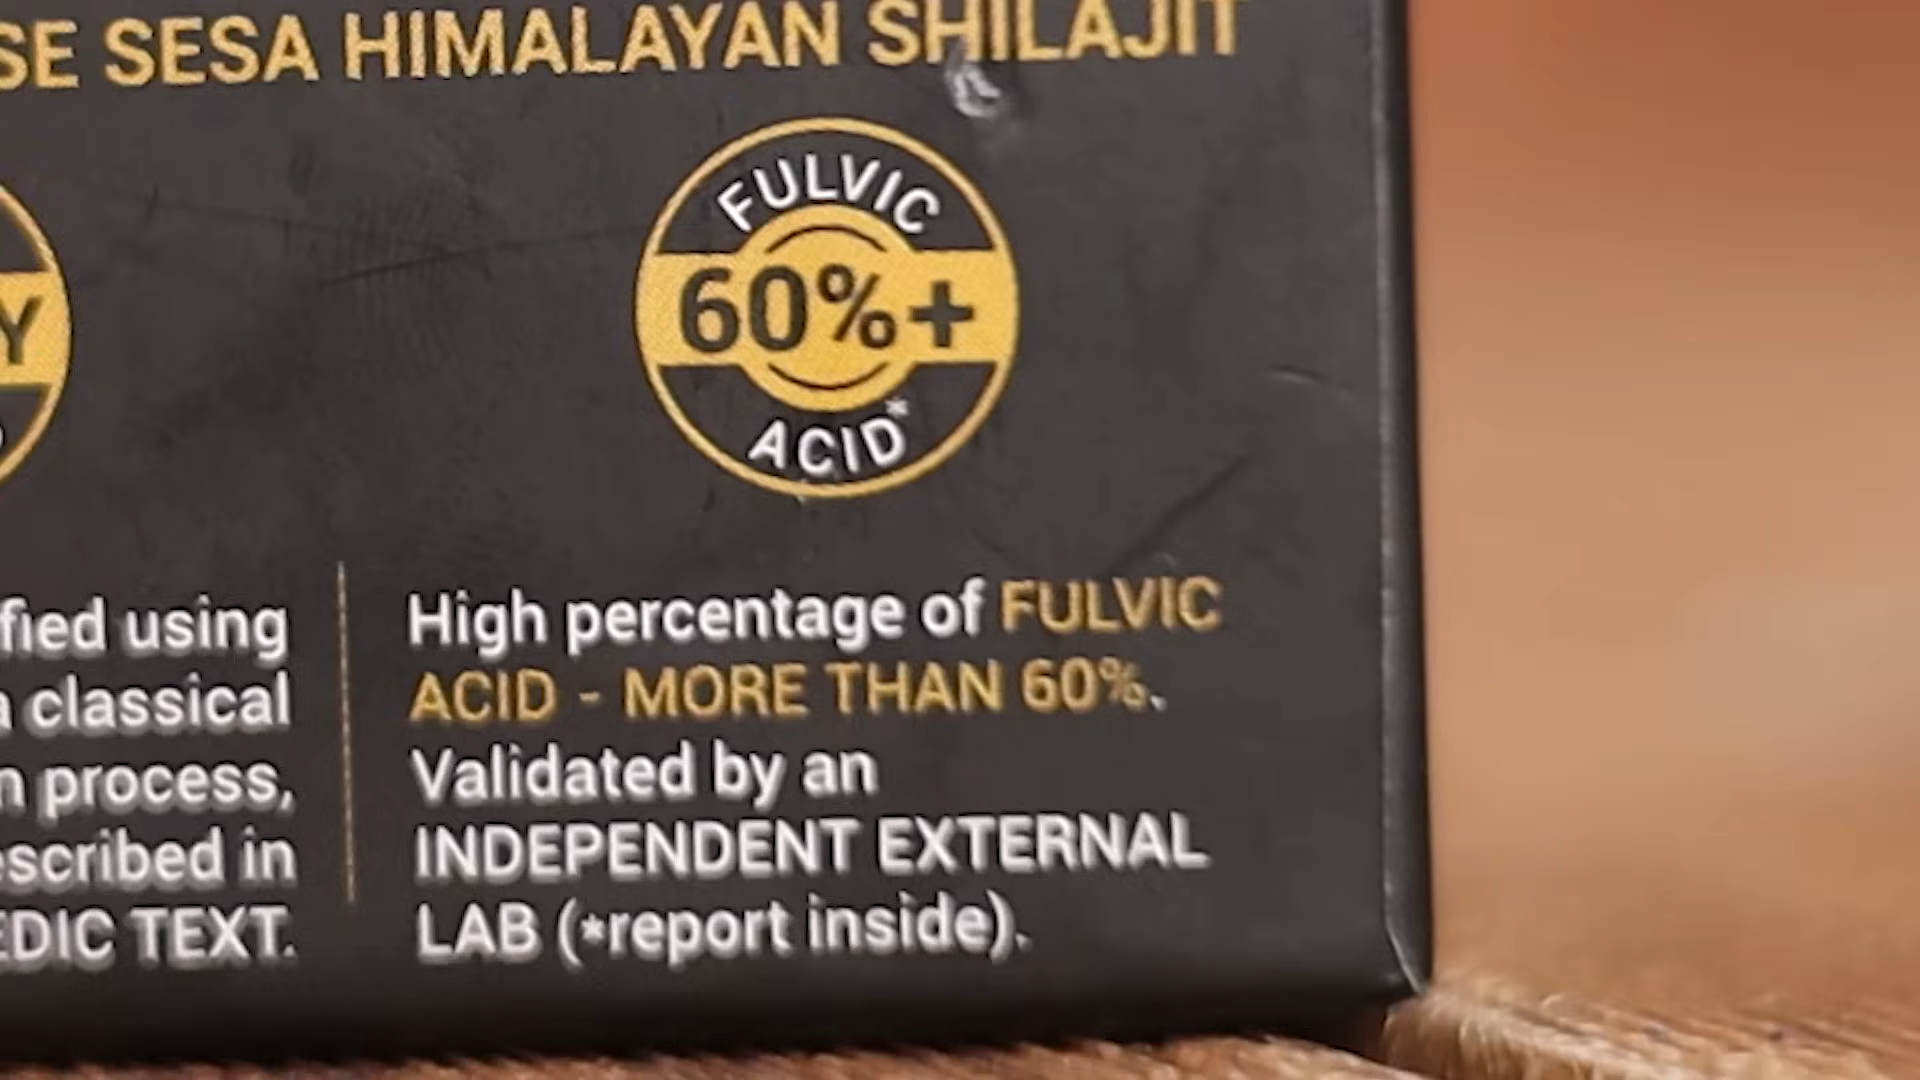 SE SESA HIMALAYAN SHILAJIT
Y
FULVIC
60%+
ACID*
fied using
a classical
n process,
escribed in
EDIC TEXT.
High percentage of FULVIC
ACID - MORE THAN 60%.
Validated by an
INDEPENDENT EXTERNAL
LAB (*report inside).